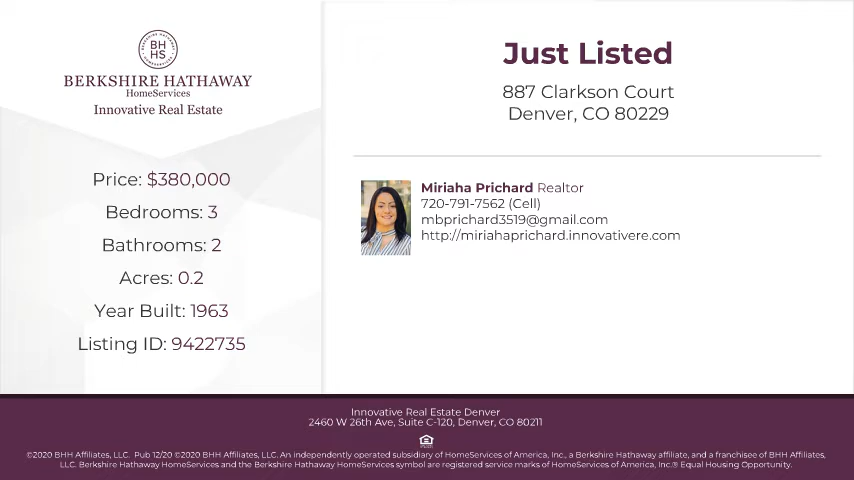 BH
HS
BERKSHIRE HATHAWAY
HomeServices
Innovative Real Estate
Price: $380,000
Bedrooms: 3
Bathrooms: 2
Acres: 0.2
Year Built: 1963
Listing ID: 9422735
Just Listed
887 Clarkson Court
Denver, CO 80229
Miriaha Prichard Realtor
720-791-7562 (Cell)
mbprichard3519@gmail.com
http://miriahaprichard.innovativere.com
Innovative Real Estate Denver
2460 W 26th Ave, Suite C-120, Denver, CO 80211
©2020 BHH Affiliates, LLC. Pub 12/20 ©2020 BHH Affiliates, LLC. An independently operated subsidiary of HomeServices of America, Inc., a Berkshire Hathaway affiliate, and a franchisee of BHH Affiliates,
LLC. Berkshire Hathaway HomeServices and the Berkshire Hathaway HomeServices symbol are registered service marks of HomeServices of America, Inc.® Equal Housing Opportunity.